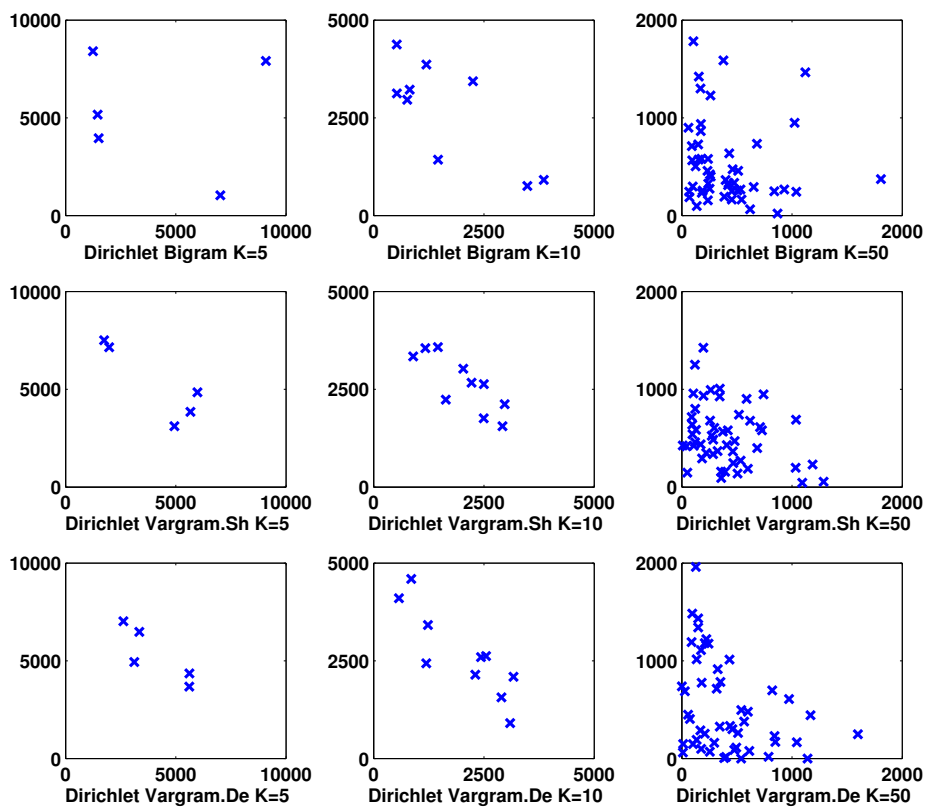 10000 5000 2000
5000 2500 1000
0 0 0
0 5000 10000 0 2500 5000 0 1000 2000
Dirichlet Bigram K=5 Dirichlet Bigram K=10 Dirichlet Bigram K=50
10000 5000 2000
5000 2500 1000
0 0 0
0 5000 10000 0 2500 5000 0 1000 2000
Dirichlet Vargram.Sh K=5 Dirichlet Vargram.Sh K=10 Dirichlet Vargram.Sh K=50
10000 5000 2000
5000 2500 1000
0 0 0
0 5000 10000 0 2500 5000 0 1000 2000
Dirichlet Vargram.De K=5 Dirichlet Vargram.De K=10 Dirichlet Vargram.De K=50